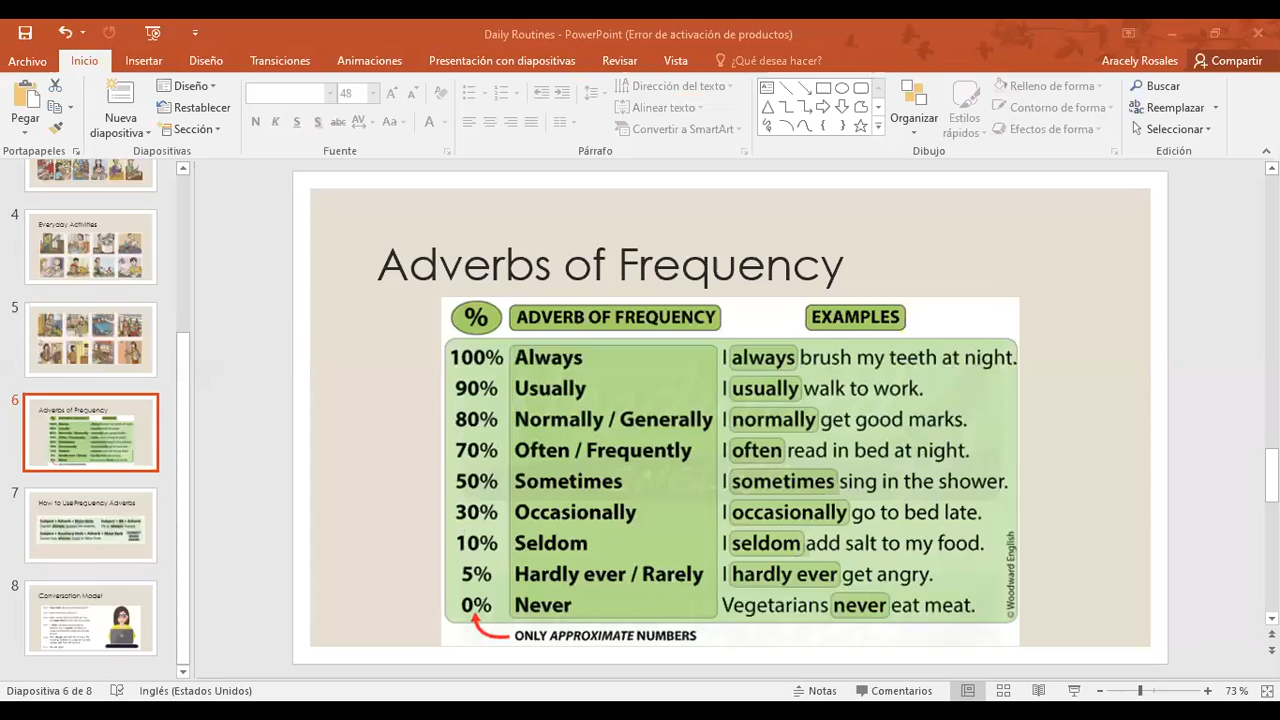 Daily Routines - PowerPoint (Error de activación de productos)
Archivo Inicio Insertar Diseño Transiciones Animaciones Presentación con diapositivas Revisar Vista ¿Qué desea hacer? Aracely Rosales Compartir
Pegar
Portapapeles
Nueva diapositiva
Diseño
Restablecer
Sección
Diapositivas
48
N K S S abc AV Aa A
Fuente
Dirección del texto
Alinear texto
Convertir a SmartArt
Párrafo
Organizar
Estilos rápidos
Relleno de forma
Contorno de forma
Efectos de forma
Dibujo
Buscar
Reemplazar
Seleccionar
Edición
4
Everyday Activities
5
6
Adverbs of Frequency
7
How to Use Frequency Adverbs
8
Conversation Model
Adverbs of Frequency
% ADVERB OF FREQUENCY EXAMPLES
100% Always I always brush my teeth at night.
90% Usually I usually walk to work.
80% Normally / Generally I normally get good marks.
70% Often / Frequently I often read in bed at night.
50% Sometimes I sometimes sing in the shower.
30% Occasionally I occasionally go to bed late.
10% Seldom I seldom add salt to my food.
5% Hardly ever / Rarely I hardly ever get angry.
0% Never Vegetarians never eat meat.
ONLY APPROXIMATE NUMBERS
© Woodward English
Diapositiva 6 de 8 Inglés (Estados Unidos) Notas Comentarios 73 %